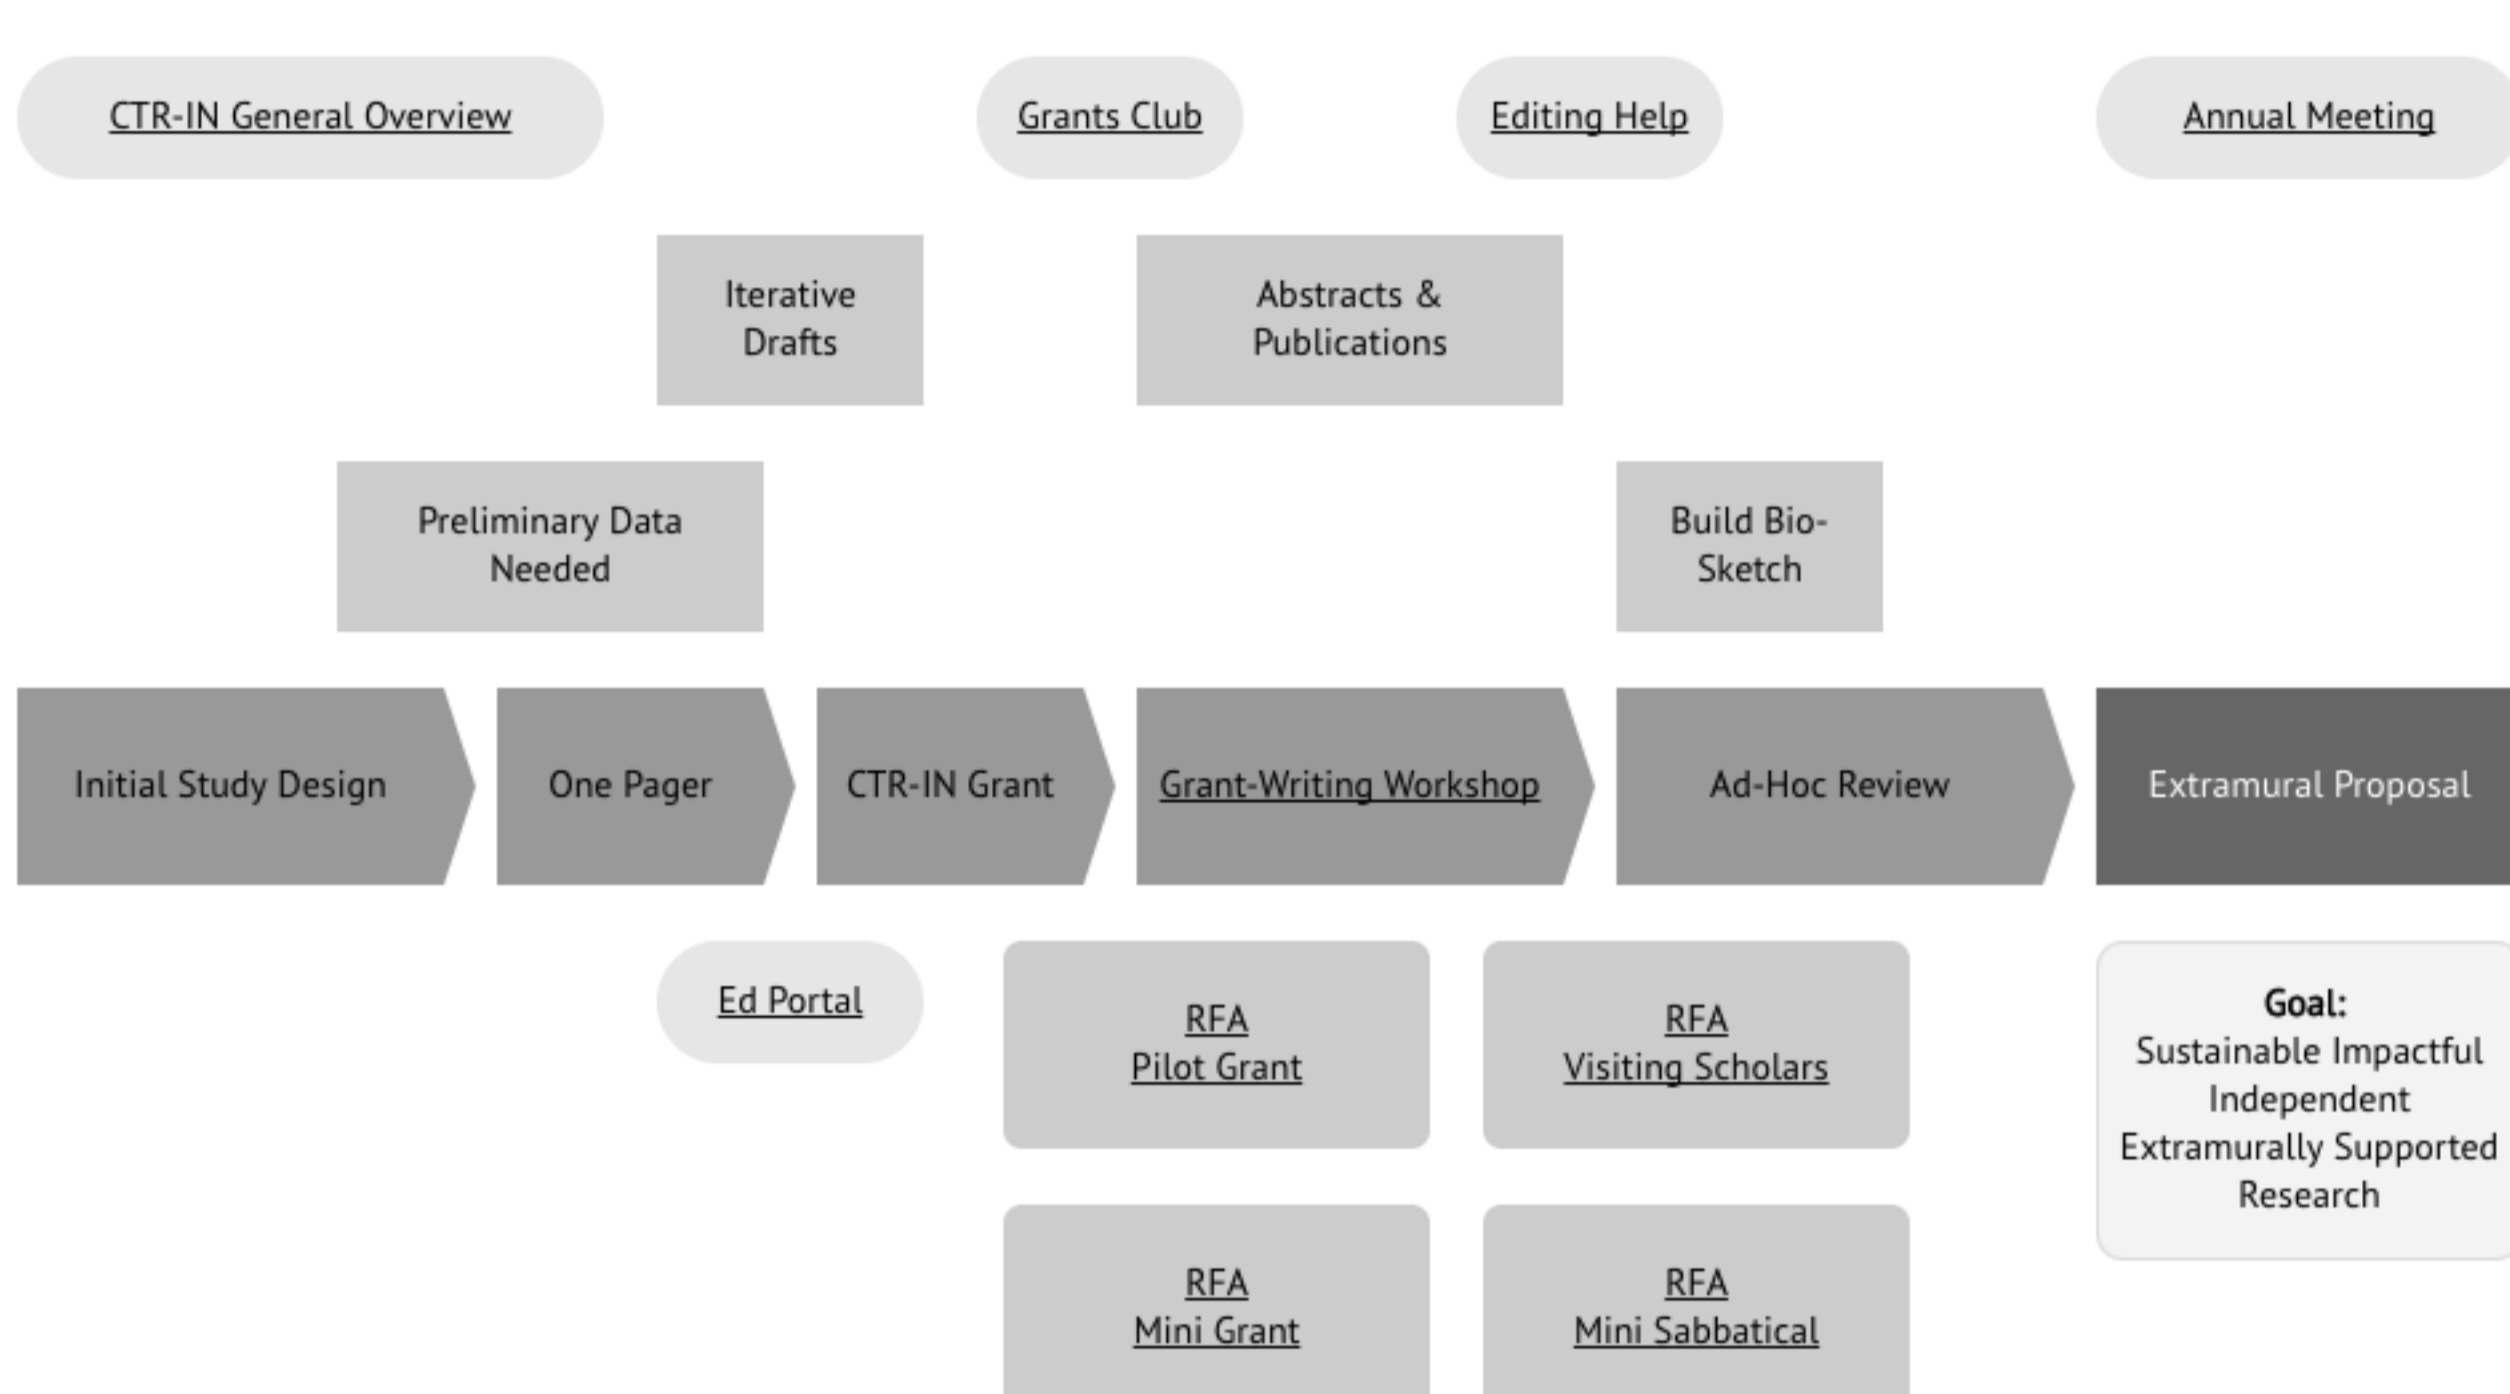 CTR-IN General Overview
Grants Club
Editing Help
Annual Meeting
Iterative
Drafts
Abstracts &
Publications
Preliminary Data
Needed
Build Bio-
Sketch
Initial Study Design
One Pager
CTR-IN Grant
Grant-Writing Workshop
Ad-Hoc Review
Extramural Proposal
Ed Portal
RFA
Pilot Grant
RFA
Visiting Scholars
Goal:
Sustainable Impactful
Independent
Extramurally Supported
Research
RFA
Mini Grant
RFA
Mini Sabbatical